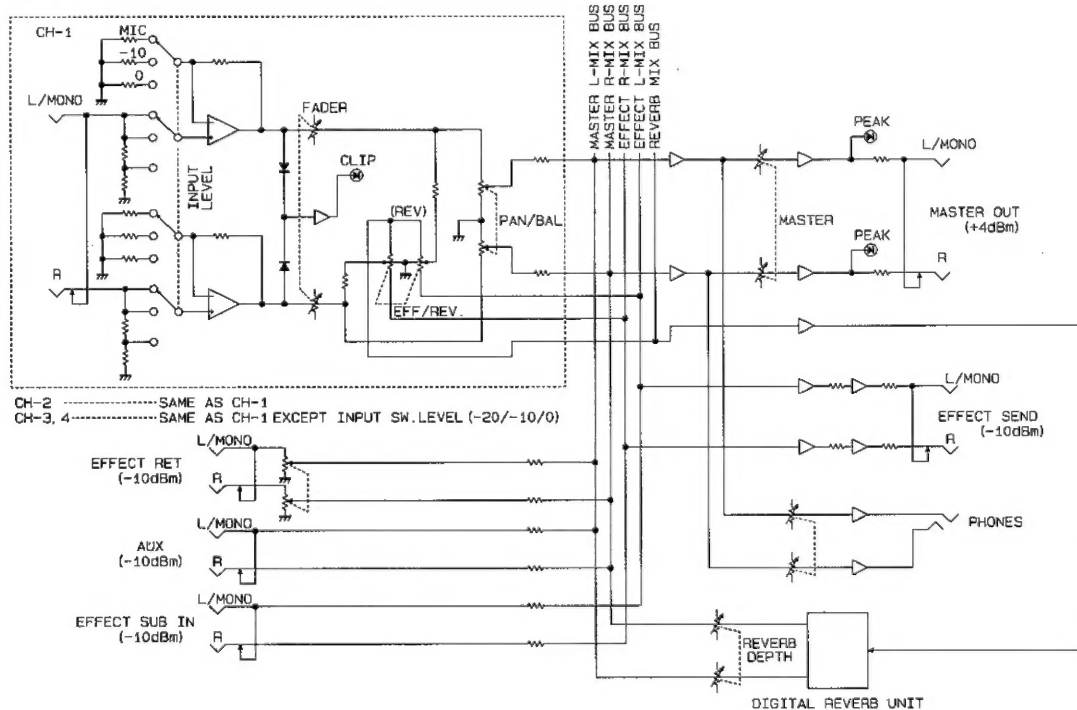 CH-1
MIC
-10
0
L/MONO
R
INPUT
LEVEL
FADER
CLIP
(REV)
EFF/REV.
PAN/BAL
MASTER L-MIX BUS
MASTER R-MIX BUS
EFFECT R-MIX BUS
EFFECT L-MIX BUS
REVERB MIX BUS
PEAK
L/MONO
MASTER
MASTER OUT
(+4dBm)
PEAK
R
L/MONO
EFFECT SEND
(-10dBm)
R
PHONES
CH-2 SAME AS CH-1
CH-3, 4 SAME AS CH-1 EXCEPT INPUT SW.LEVEL (-20/-10/0)
L/MONO
EFFECT RET
(-10dBm)
R
L/MONO
AUX
(-10dBm)
R
L/MONO
EFFECT SUB IN
(-10dBm)
R
REVERB
DEPTH
DIGITAL REVERB UNIT